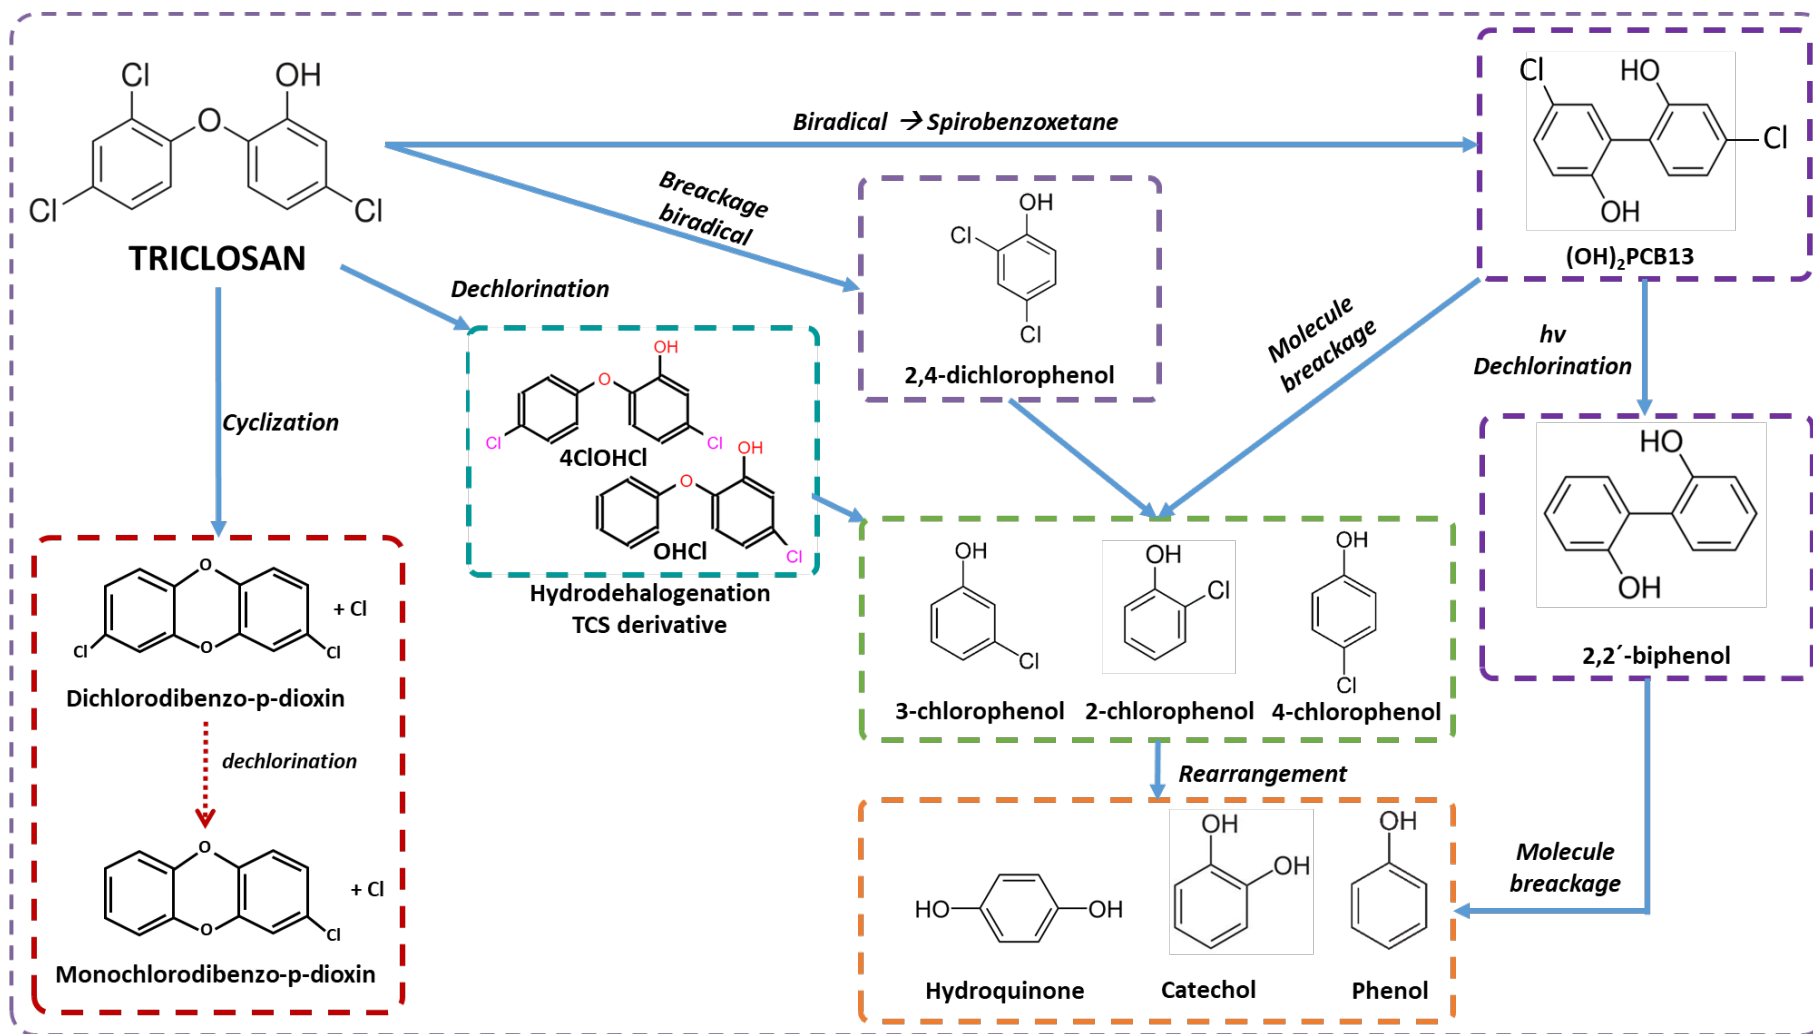 Cl
OH
O
Cl
Cl
TRICLOSAN
Biradical → Spirobenzoxetane
Breackage
biradical
Dechlorination
Cyclization
Cl
HO
Cl
OH
(OH)₂PCB13
OH
Cl
Cl
2,4-dichlorophenol
Molecule
breackage
hv
Dechlorination
OH
O
Cl
Cl
4ClOHCl
OH
O
Cl
OHCl
Hydrodehalogenation
TCS derivative
HO
OH
2,2´-biphenol
O
O
Cl
Cl
+ Cl
Dichlorodibenzo-p-dioxin
dechlorination
O
O
Cl
+ Cl
Monochlorodibenzo-p-dioxin
OH
Cl
3-chlorophenol
OH
Cl
2-chlorophenol
OH
Cl
4-chlorophenol
Rearrangement
Molecule
breackage
HO
OH
Hydroquinone
OH
OH
Catechol
OH
Phenol